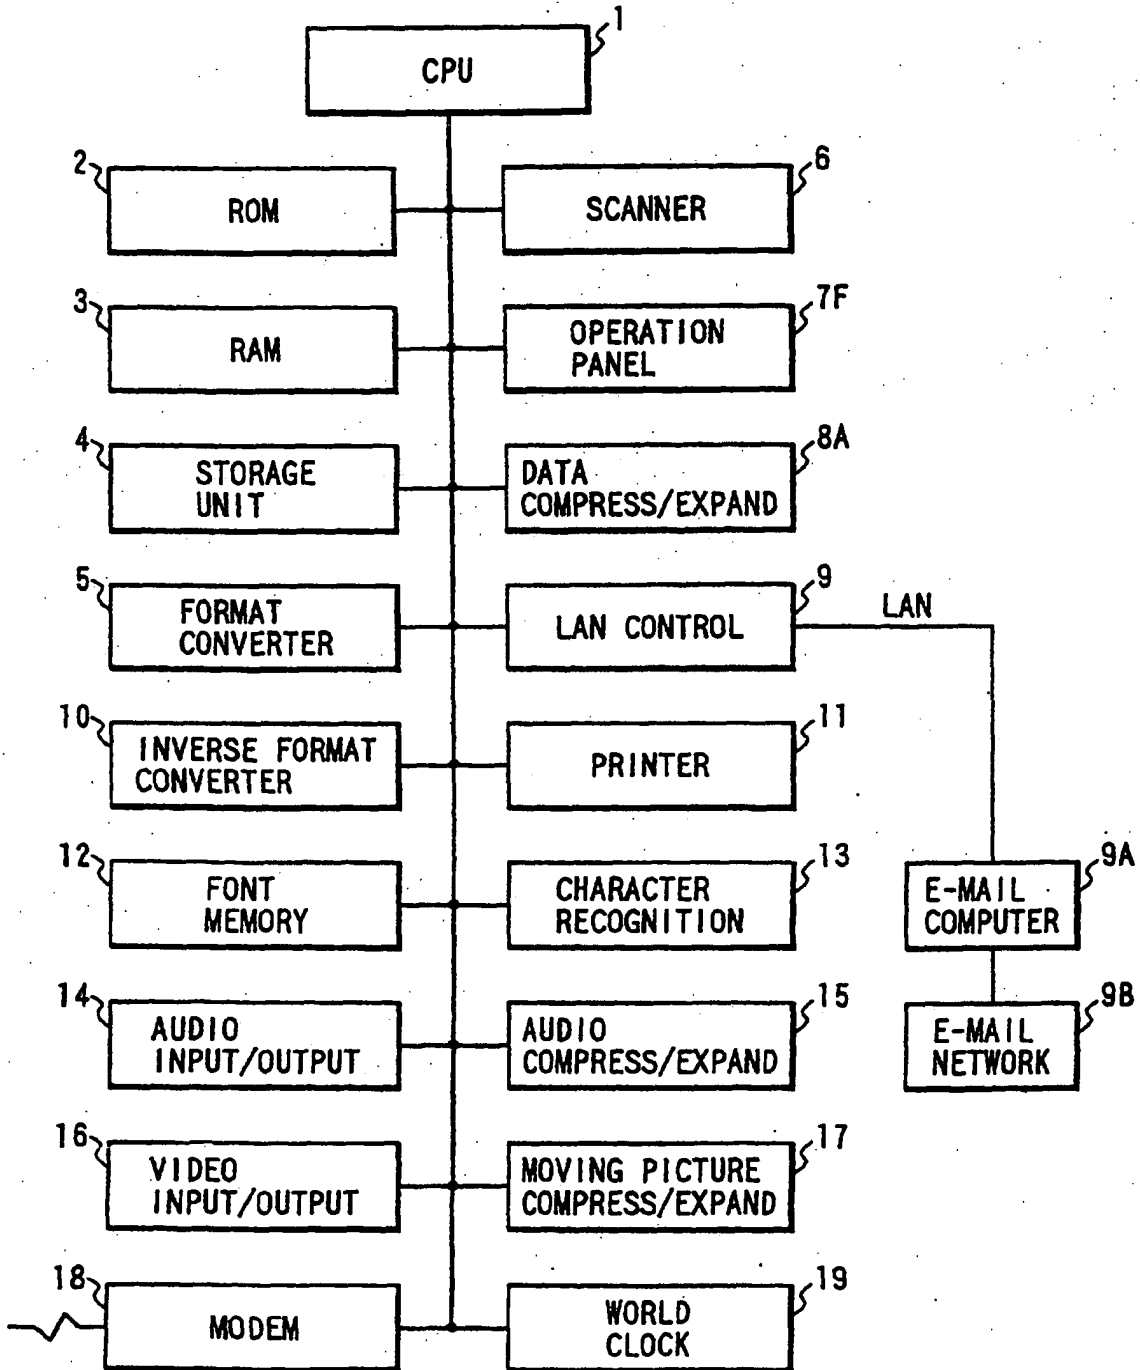 1
CPU
2
ROM
6
SCANNER
3
RAM
7F
OPERATION
PANEL
4
STORAGE
UNIT
8A
DATA
COMPRESS/EXPAND
5
FORMAT
CONVERTER
9
LAN CONTROL
LAN
10
INVERSE FORMAT
CONVERTER
11
PRINTER
12
FONT
MEMORY
13
CHARACTER
RECOGNITION
9A
E-MAIL
COMPUTER
14
AUDIO
INPUT/OUTPUT
15
AUDIO
COMPRESS/EXPAND
9B
E-MAIL
NETWORK
16
VIDEO
INPUT/OUTPUT
17
MOVING PICTURE
COMPRESS/EXPAND
18
MODEM
19
WORLD
CLOCK